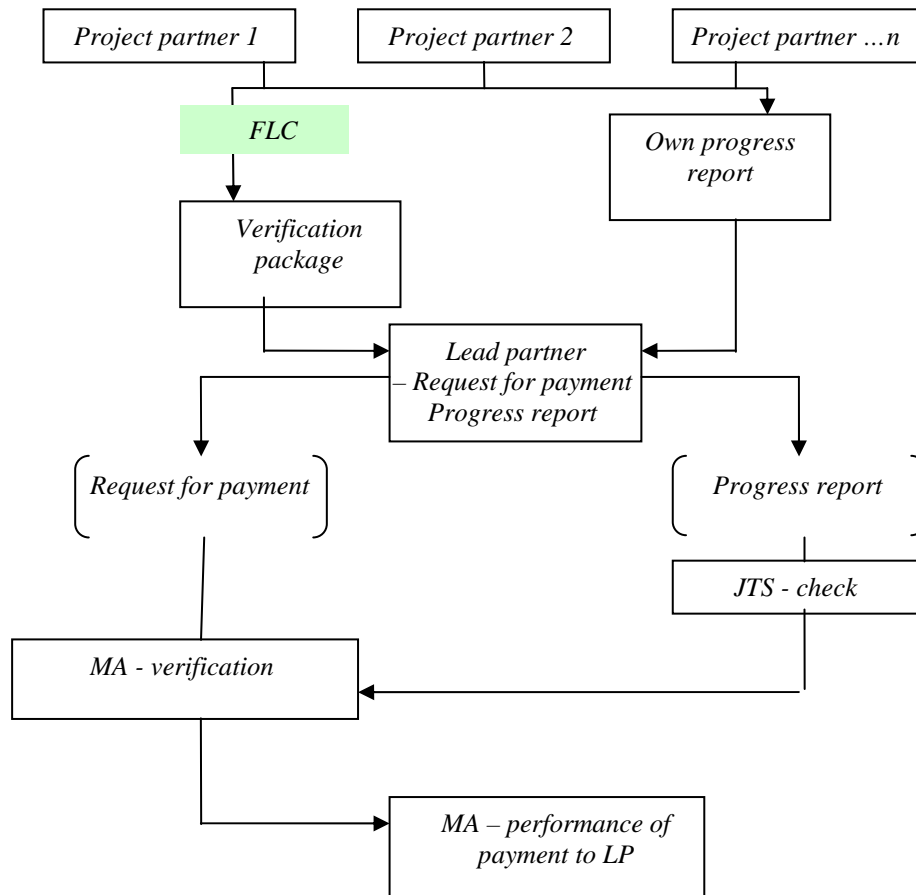 Project partner 1
Project partner 2
Project partner …n
FLC
Own progress
report
Verification
package
Lead partner
– Request for payment
Progress report
Request for payment
Progress report
JTS - check
MA - verification
MA – performance of
payment to LP